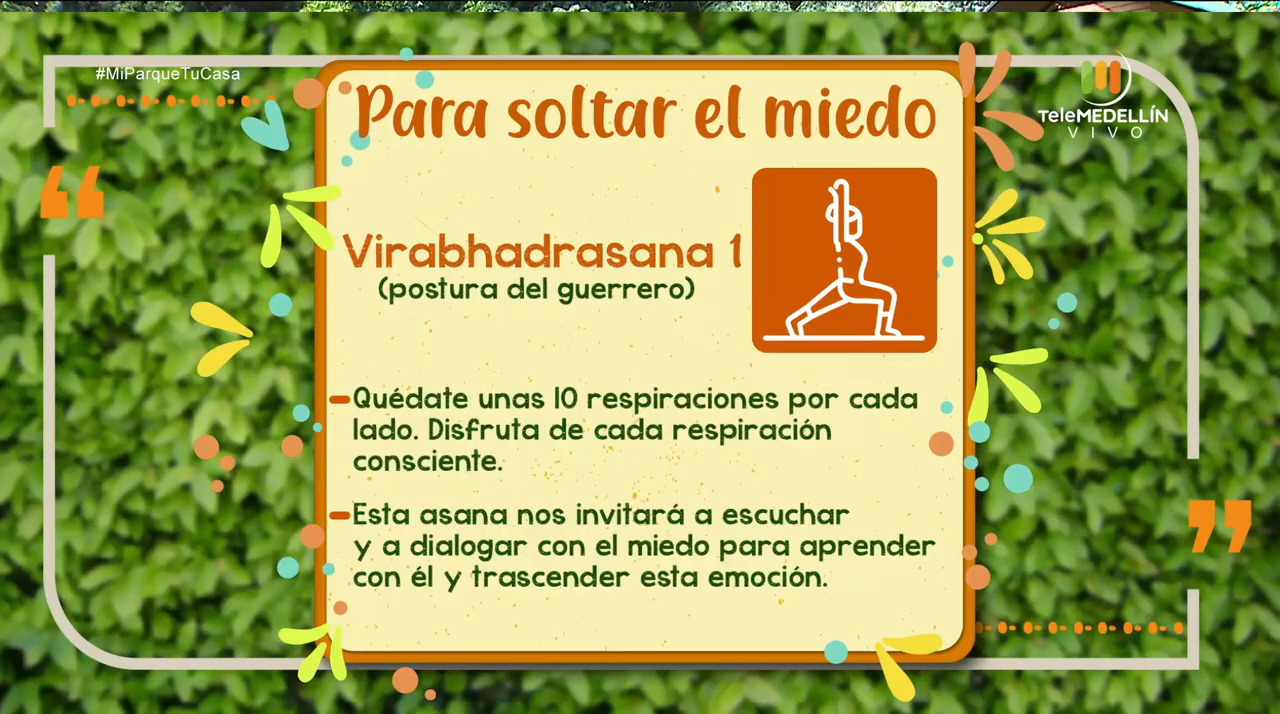 #MiParqueTuCasa
TeleMEDELLÍN
VIVO
Para soltar el miedo
Virabhadrasana 1
(postura del guerrero)
Quédate unas 10 respiraciones por cada
lado. Disfruta de cada respiración
consciente.
Esta asana nos invitará a escuchar
y a dialogar con el miedo para aprender
con él y trascender esta emoción.